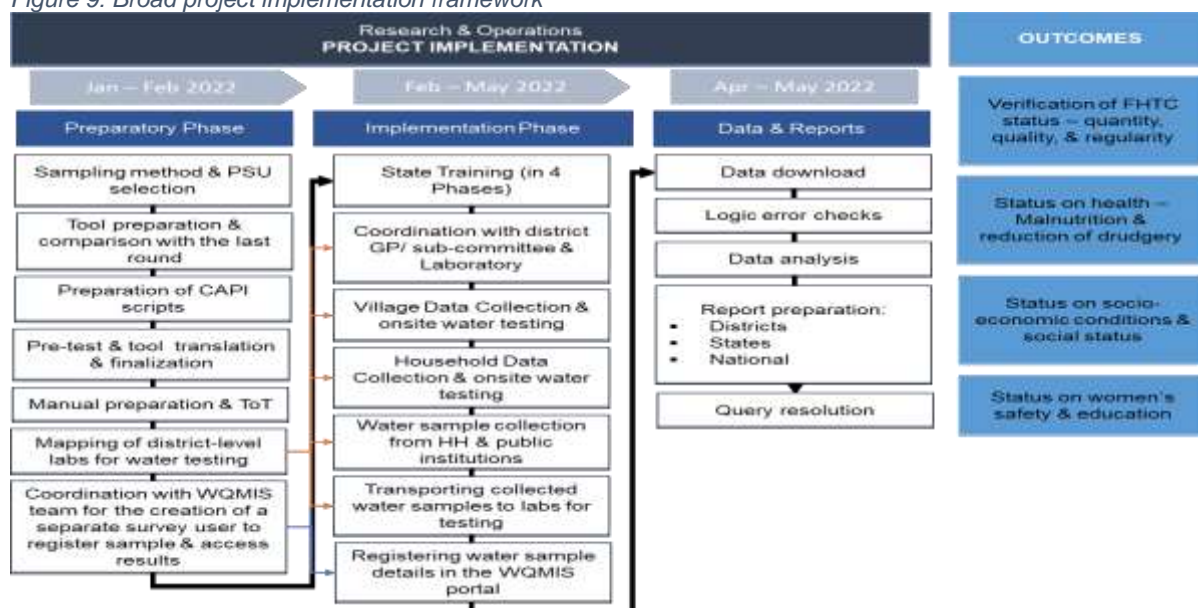 Figure 9: Broad project implementation framework
Research & Operations
PROJECT IMPLEMENTATION
Jan – Feb 2022
Feb – May 2022
Apr – May 2022
Preparatory Phase
Implementation Phase
Data & Reports
Sampling method & PSU
selection
Tool preparation &
comparison with the last
round
Preparation of CAPI
scripts
Pre-test & tool translation
& finalization
Manual preparation & ToT
Mapping of district-level
labs for water testing
Coordination with WQMIS
team for the creation of a
separate survey user to
register sample & access
results
State Training (in 4
Phases)
Coordination with district
GP/ sub-committee &
Laboratory
Village Data Collection &
onsite water testing
Household Data
Collection & onsite water
testing
Water sample collection
from HH & public
institutions
Transporting collected
water samples to labs for
testing
Registering water sample
details in the WQMIS
portal
Data download
Logic error checks
Data analysis
Report preparation:
• Districts
• States
• National
Query resolution
OUTCOMES
Verification of FHTC
status – quantity,
quality, & regularity
Status on health –
Malnutrition &
reduction of drudgery
Status on socio-
economic conditions &
social status
Status on women's
safety & education